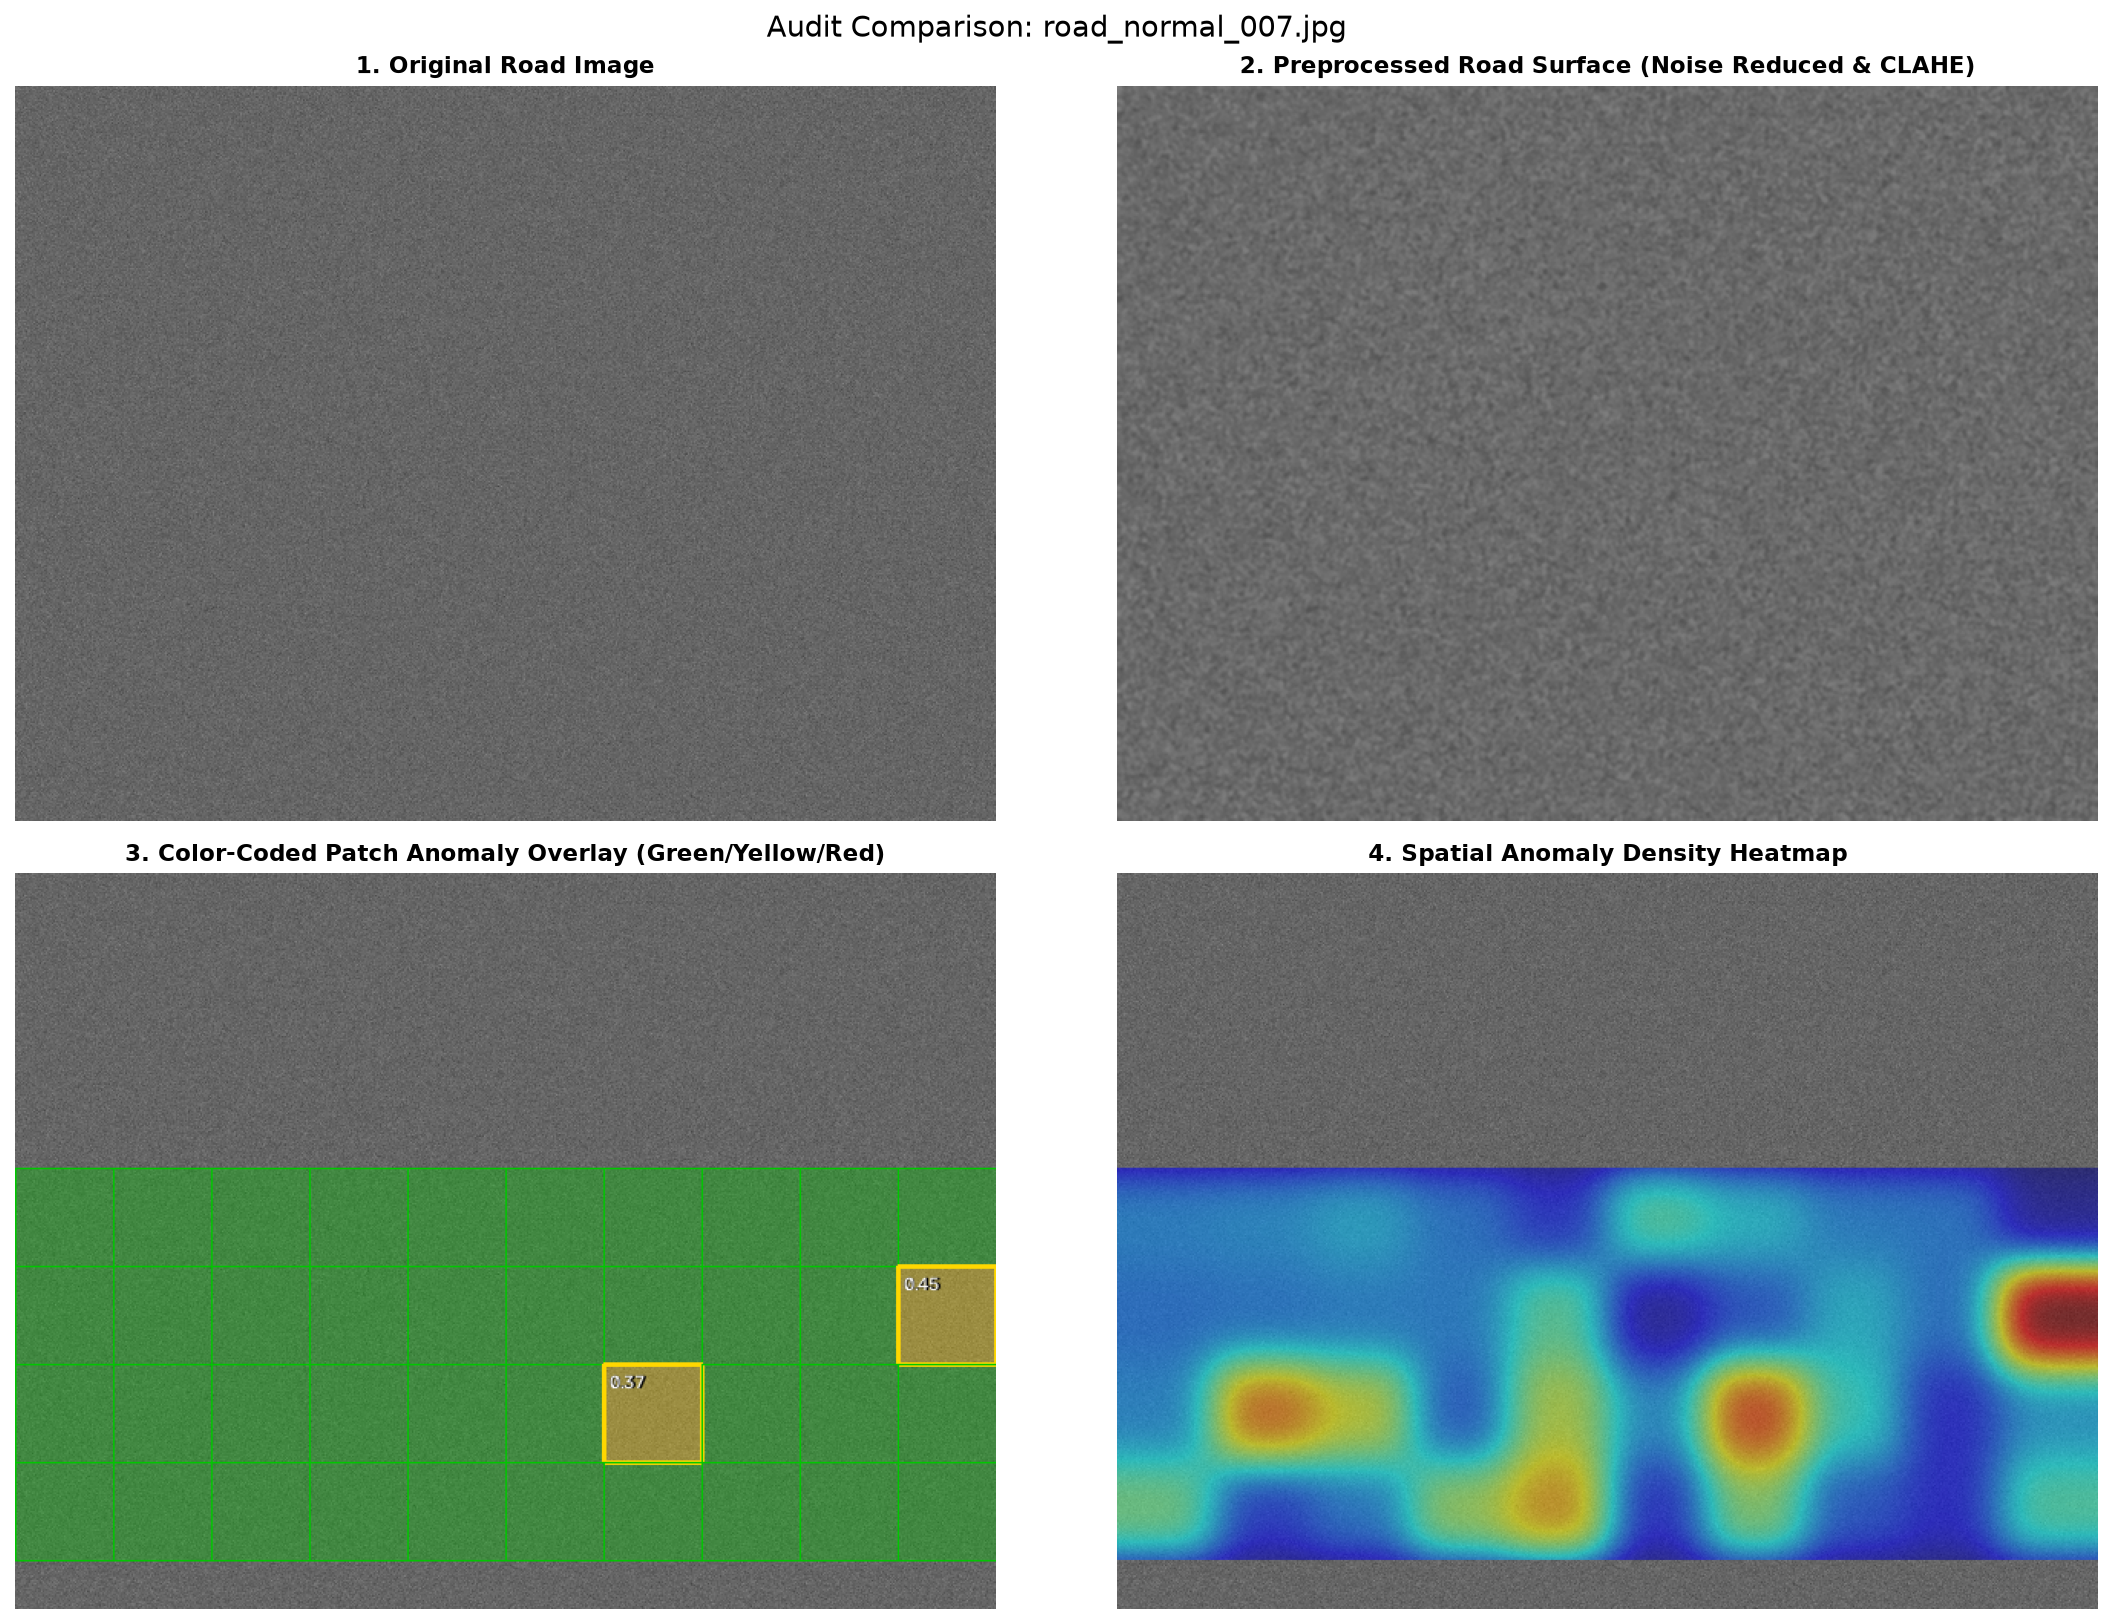 Audit Comparison: road_normal_007.jpg
1. Original Road Image
2. Preprocessed Road Surface (Noise Reduced & CLAHE)
3. Color-Coded Patch Anomaly Overlay (Green/Yellow/Red)
4. Spatial Anomaly Density Heatmap
0.45
0.37